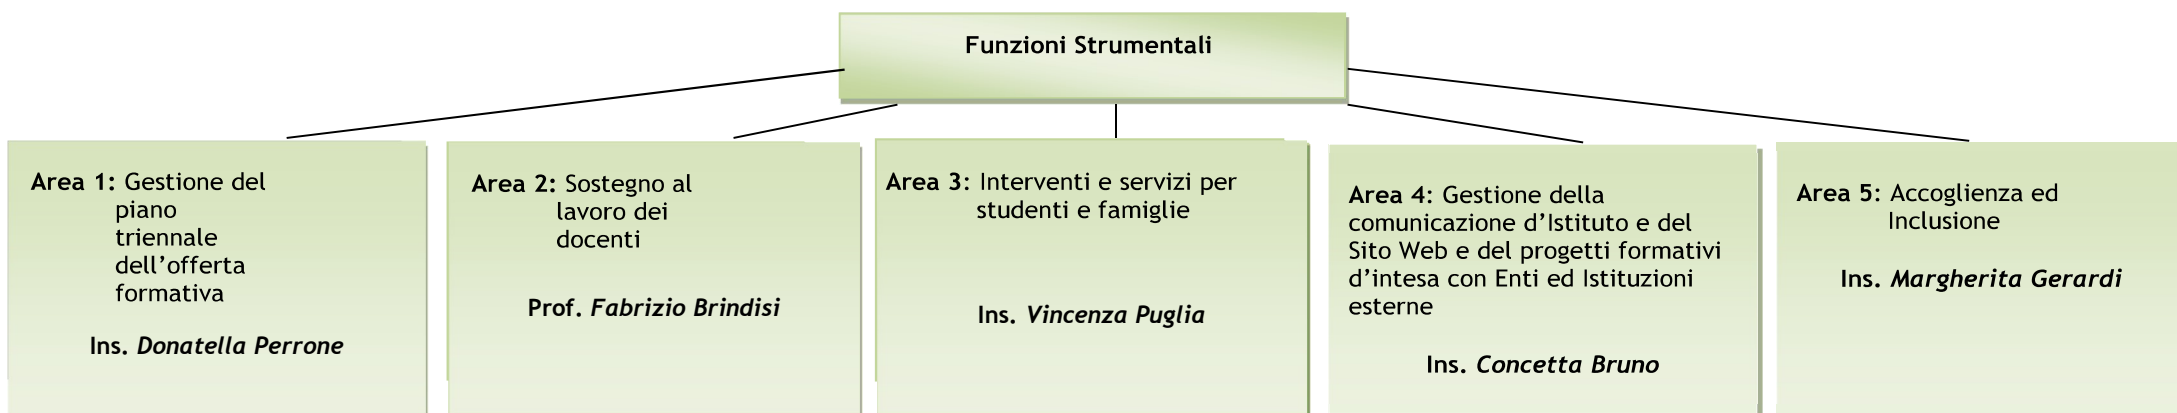 Funzioni Strumentali
Area 1: Gestione del
piano
triennale
dell’offerta
formativa
Ins. Donatella Perrone
Area 2: Sostegno al
lavoro dei
docenti
Prof. Fabrizio Brindisi
Area 3: Interventi e servizi per
studenti e famiglie
Ins. Vincenza Puglia
Area 4: Gestione della
comunicazione d’Istituto e del
Sito Web e del progetti formativi
d’intesa con Enti ed Istituzioni
esterne
Ins. Concetta Bruno
Area 5: Accoglienza ed
Inclusione
Ins. Margherita Gerardi